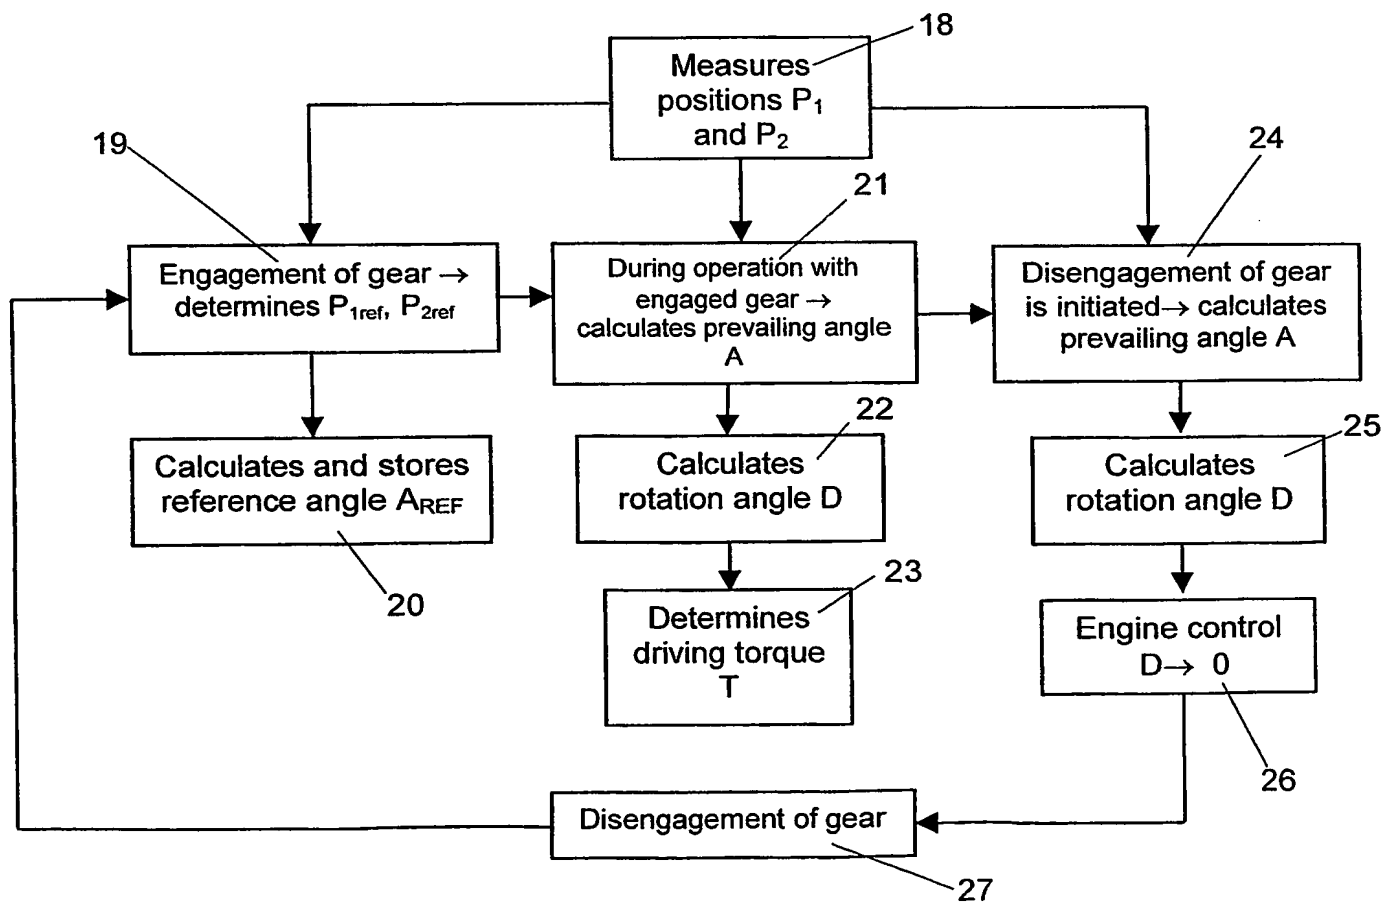 18
Measures
positions P₁
and P₂
19
Engagement of gear →
determines P₁ref, P₂ref
21
During operation with
engaged gear →
calculates prevailing angle
A
24
Disengagement of gear
is initiated→ calculates
prevailing angle A
Calculates and stores
reference angle AREF
20
22
Calculates
rotation angle D
23
Determines
driving torque
T
25
Calculates
rotation angle D
Engine control
D→ 0
26
Disengagement of gear
27